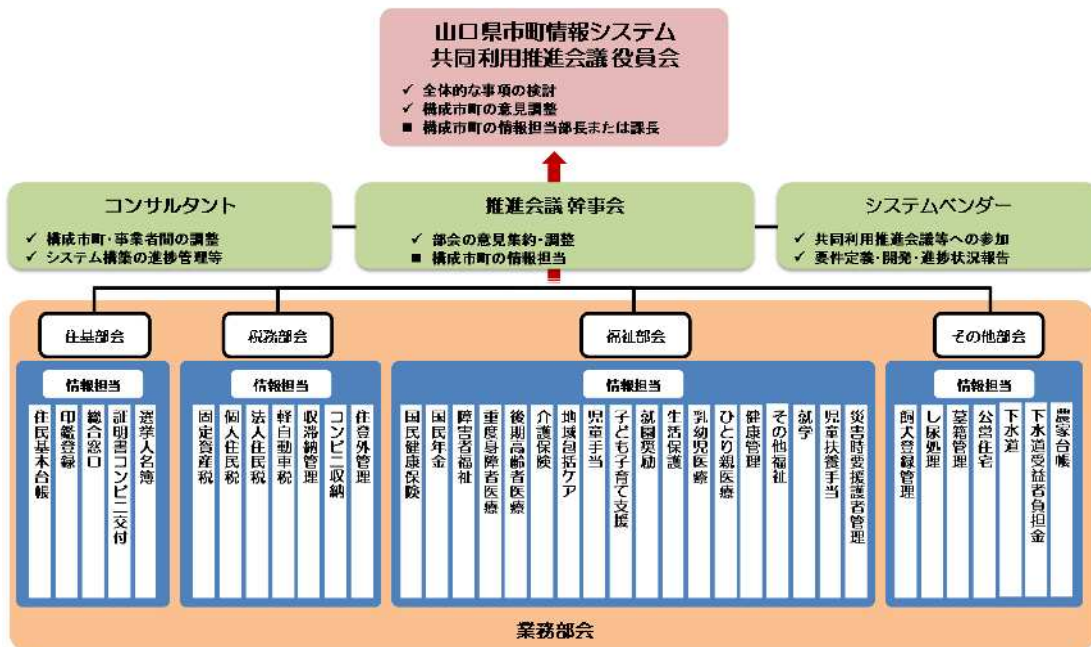 山口県市町情報システム
共同利用推進会議 役員会
✓ 全体的な事項の検討
✓ 構成市町の意見調整
■ 構成市町の情報担当部長または課長
コンサルタント
✓ 構成市町・事業者間の調整
✓ システム構築の進捗管理等
推進会議 幹事会
✓ 部会の意見集約・調整
■ 構成市町の情報担当
システムベンダー
✓ 共同利用推進会議等への参加
✓ 要件定義・開発・進捗状況報告
住基部会
情報担当
住民基本台帳
印鑑登録
総合窓口
証明書コンビニ交付
選挙人名簿
税務部会
情報担当
固定資産税
個人住民税
法人住民税
軽自動車税
収滞納管理
コンビニ収納
住登外管理
福祉部会
情報担当
国民健康保険
国民年金
障害者福祉
重度身障者医療
後期高齢者医療
介護保険
地域包括ケア
児童手当
子ども子育て支援
就園奨励
生活保護
乳幼児医療
ひとり親医療
健康管理
その他福祉
就学
児童扶養手当
災害時要援護者管理
その他部会
情報担当
飼犬登録管理
し尿処理
墓籍管理
公営住宅
下水道
下水道受益者負担金
農家台帳
業務部会